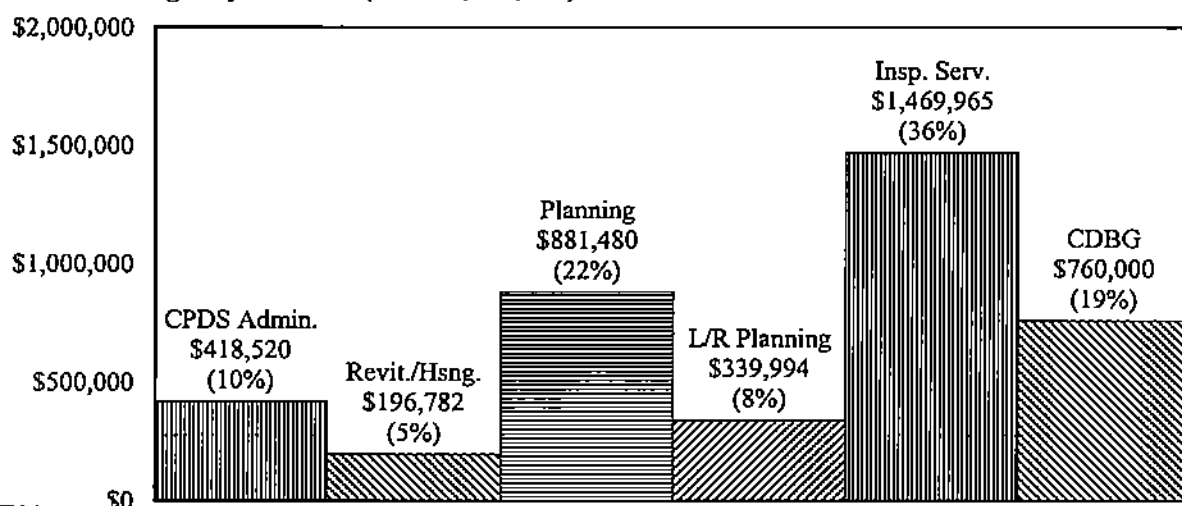 $2,000,000
$1,500,000
$1,000,000
$500,000
$0
CPDS Admin.
$418,520
(10%)
Revit./Hsng.
$196,782
(5%)
Planning
$881,480
(22%)
L/R Planning
$339,994
(8%)
Insp. Serv.
$1,469,965
(36%)
CDBG
$760,000
(19%)